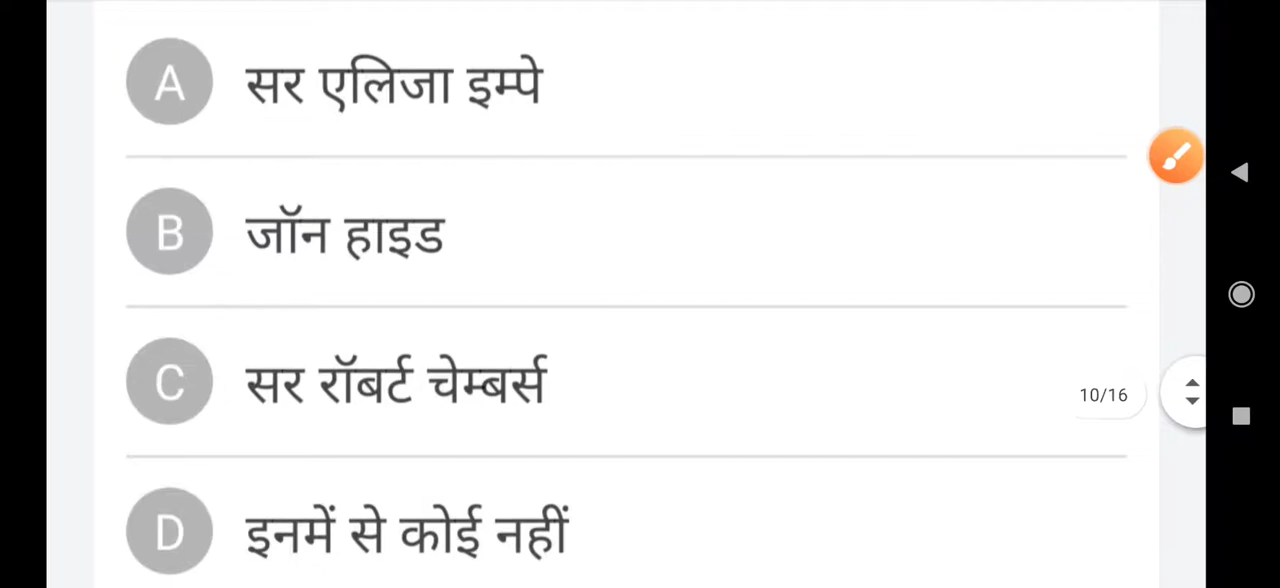 A सर एलिजा इम्पे
B जॉन हाइड
C सर रॉबर्ट चेम्बर्स
10/16
D इनमें से कोई नहीं